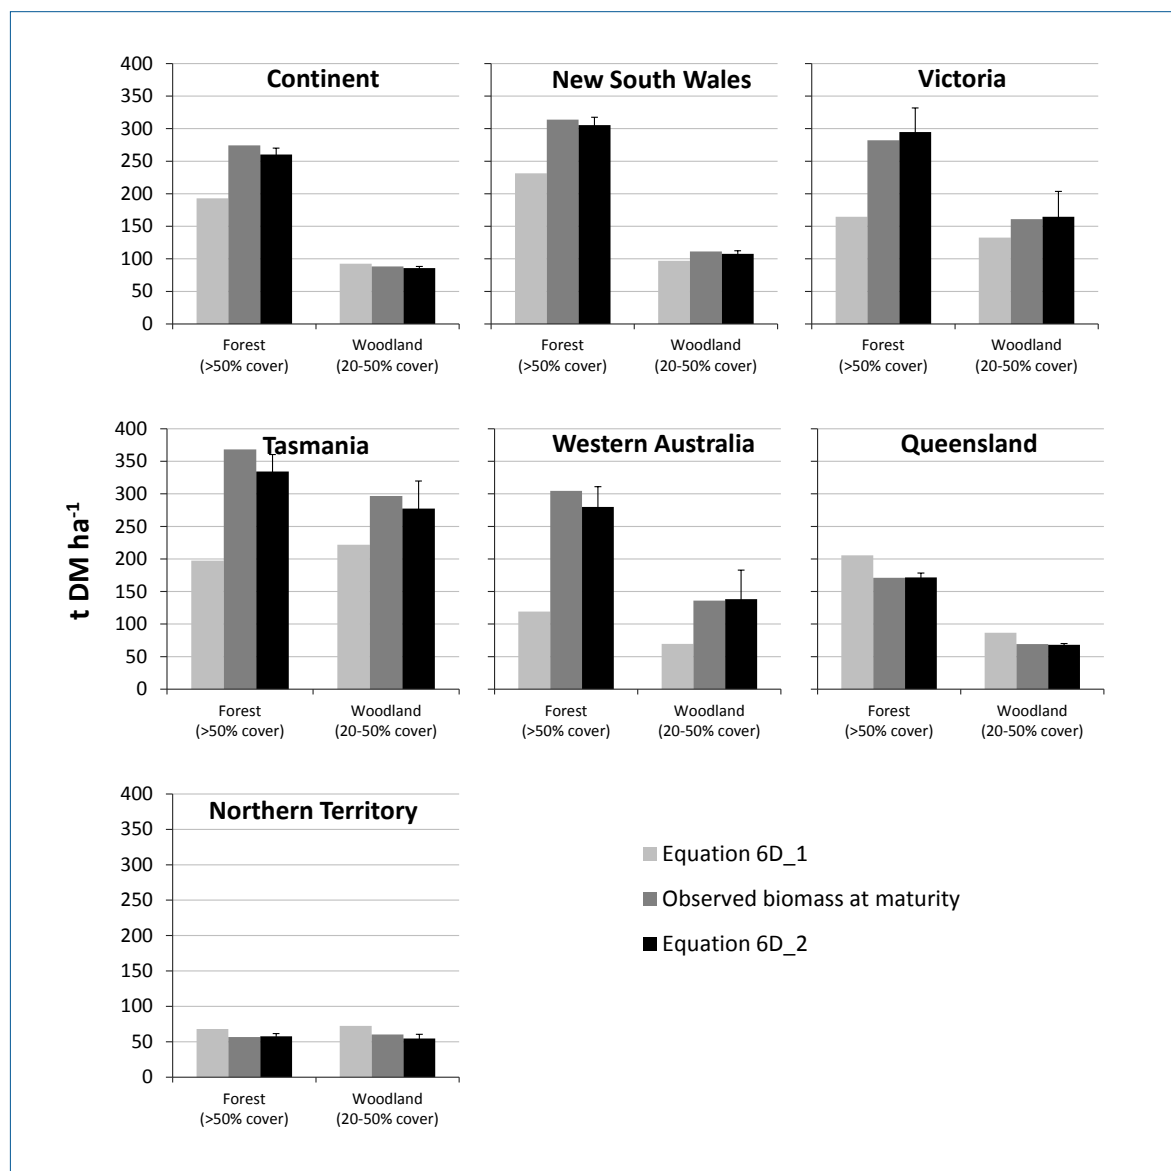 Continent
New South Wales
Victoria
400
350
300
250
200
150
100
50
0
Forest
(>50% cover)
Woodland
(20-50% cover)
Forest
(>50% cover)
Woodland
(20-50% cover)
Forest
(>50% cover)
Woodland
(20-50% cover)
t DM ha-1
Tasmania
Western Australia
Queensland
400
350
300
250
200
150
100
50
0
Forest
(>50% cover)
Woodland
(20-50% cover)
Forest
(>50% cover)
Woodland
(20-50% cover)
Forest
(>50% cover)
Woodland
(20-50% cover)
Northern Territory
400
350
300
250
200
150
100
50
0
Forest
(>50% cover)
Woodland
(20-50% cover)
Equation 6D_1
Observed biomass at maturity
Equation 6D_2